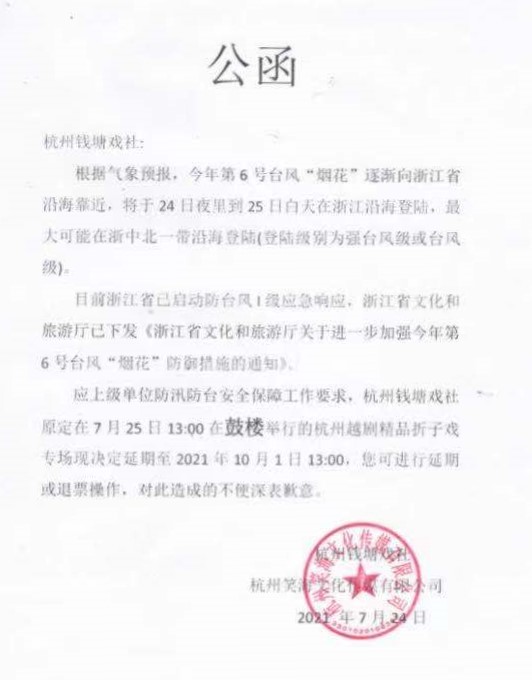 公函
杭州钱塘戏社:
根据气象预报，今年第6号台风“烟花”逐渐向浙江省
沿海靠近，将于24日夜里到25日白天在浙江沿海登陆，最
大可能在浙中北一带沿海登陆(登陆级别为强台风级或台风
级)。
目前浙江省已启动防台风I级应急响应，浙江省文化和
旅游厅已下发《浙江省文化和旅游厅关于进一步加强今年第
6号台风“烟花”防御措施的通知》.
应上级单位防汛防台安全保障工作要求，杭州钱塘戏社
原定在7月25日13:00在鼓楼举行的杭州越剧精品折子戏
专场现决定延期至2021年10月1日13:00，您可进行延期
或退票操作，对此造成的不便深表歉意。
杭州钱塘戏社
杭州笑海文化传媒有限公司
2021年7月24日